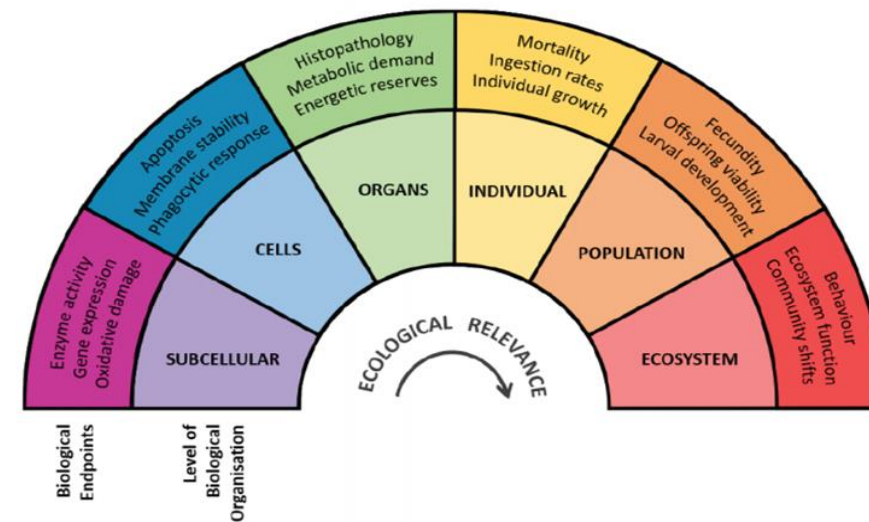 Enzyme activity
Gene expression
Oxidative damage
SUBCELLULAR
Apoptosis
Membrane stability
Phagocytic response
CELLS
Histopathology
Metabolic demand
Energetic reserves
ORGANS
Mortality
Ingestion rates
Individual growth
INDIVIDUAL
Fecundity
Offspring viability
Larval development
POPULATION
Behaviour
Ecosystem function
Community shifts
ECOSYSTEM
ECOLOGICAL RELEVANCE
Biological
Endpoints
Level of
Biological
Organisation